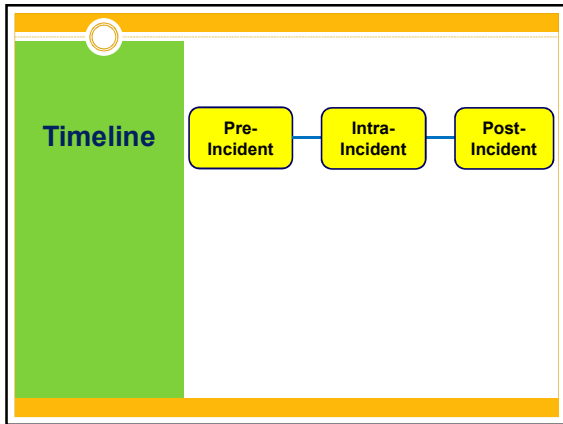 Timeline
Pre-
Incident
Intra-
Incident
Post-
Incident